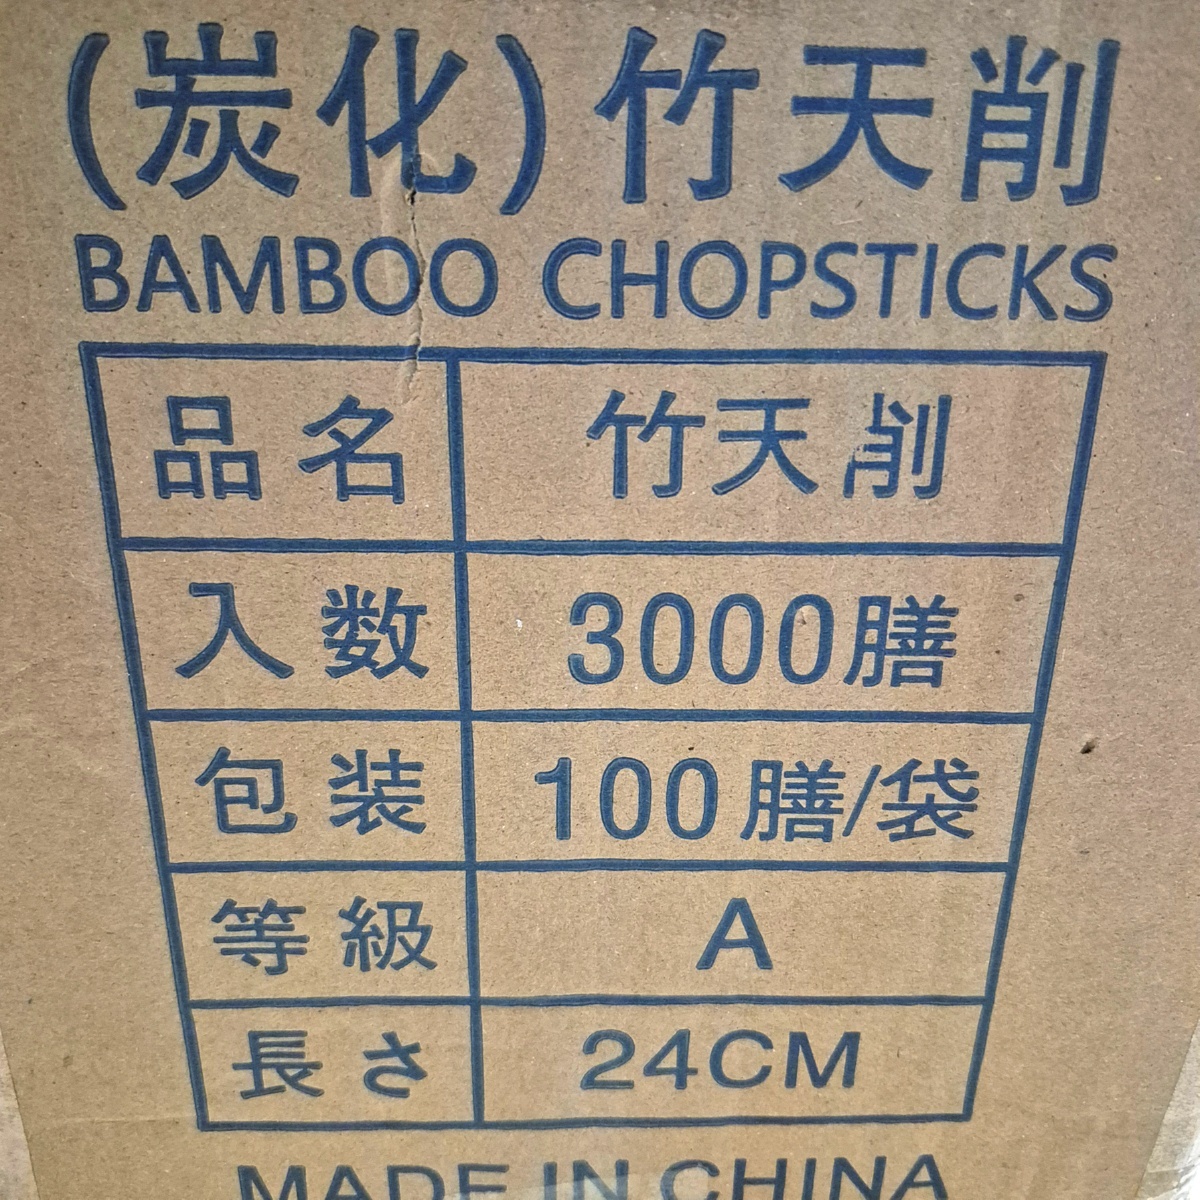 (炭化)竹天削
BAMBOO CHOPSTICKS
品名 竹天削
入数 3000膳
包装 100膳/袋
等級 A
長さ 24CM
MADE IN CHINA